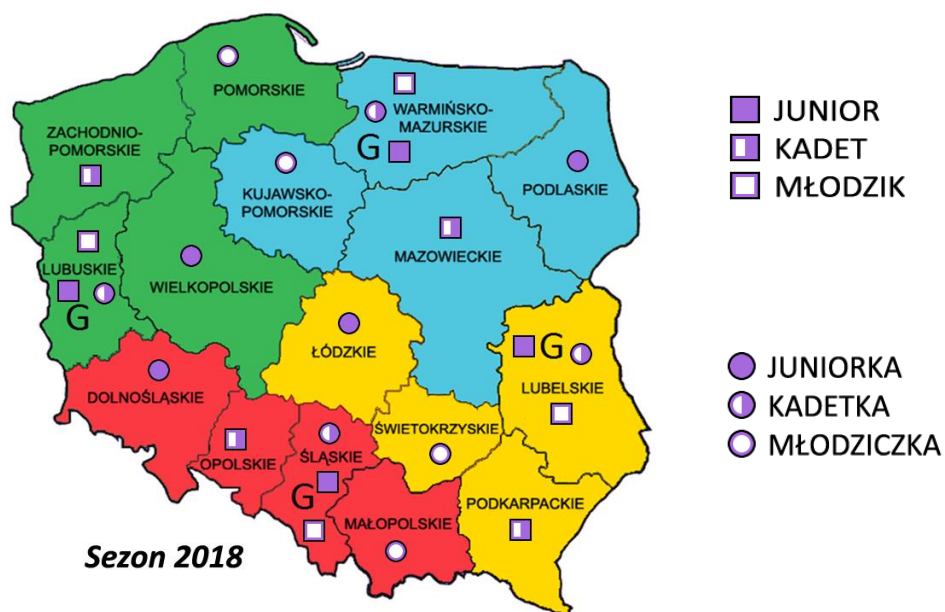 POMORSKIE
WARMIŃSKO-
MAZURSKIE
G
ZACHODNIO-
POMORSKIE
KUJAWSKO-
POMORSKIE
PODLASKIE
MAZOWIECKIE
LUBUSKIE
G
WIELKOPOLSKIE
ŁÓDZKIE
G
LUBELSKIE
DOLNOŚLĄSKIE
ŚWIETOKRZYSKIE
OPOLSKIE
ŚLĄSKIE
G
MAŁOPOLSKIE
PODKARPACKIE
Sezon 2018
JUNIOR
KADET
MŁODZIK
JUNIORKA
KADETKA
MŁODZICZKA